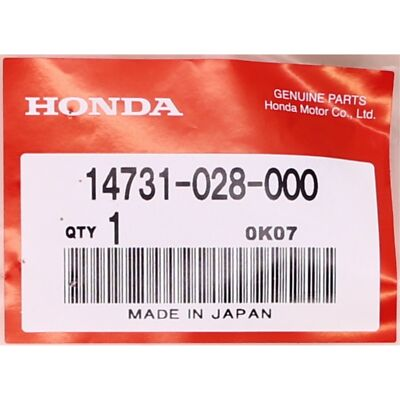 HONDA
GENUINE PARTS
Honda Motor Co., Ltd.
14731-028-000
QTY 1 0K07
MADE IN JAPAN